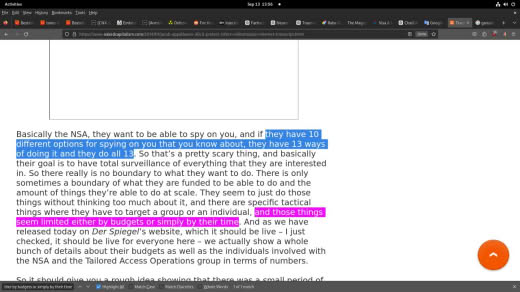 Activities
Sep 13 13:56
File Edit View History Bookmarks Tools Help
Basically the NSA, they want to be able to spy on you, and if they have 10
different options for spying on you that you know about, they have 13 ways
of doing it and they do all 13. So that's a pretty scary thing, and basically
their goal is to have total surveillance of everything that they are interested
in. So there really is no boundary to what they want to do. There is only
sometimes a boundary of what they are funded to be able to do and the
amount of things they're able to do at scale. They seem to just do those
things without thinking too much about it, and there are specific tactical
things where they have to target a group or an individual, and those things
seem limited either by budgets or simply by their time. And as we have
released today on Der Spiegel's website, which it should be live – I just
checked, it should be live for everyone here – we actually show a whole
bunch of details about their budgets as well as the individuals involved with
the NSA and the Tailored Access Operations group in terms of numbers.
So it should give you a rough idea showing that there was a small period of
ited either by budgets or simply by their time
Highlight All Match Case Match Diacritics Whole Words 1 of 1 match